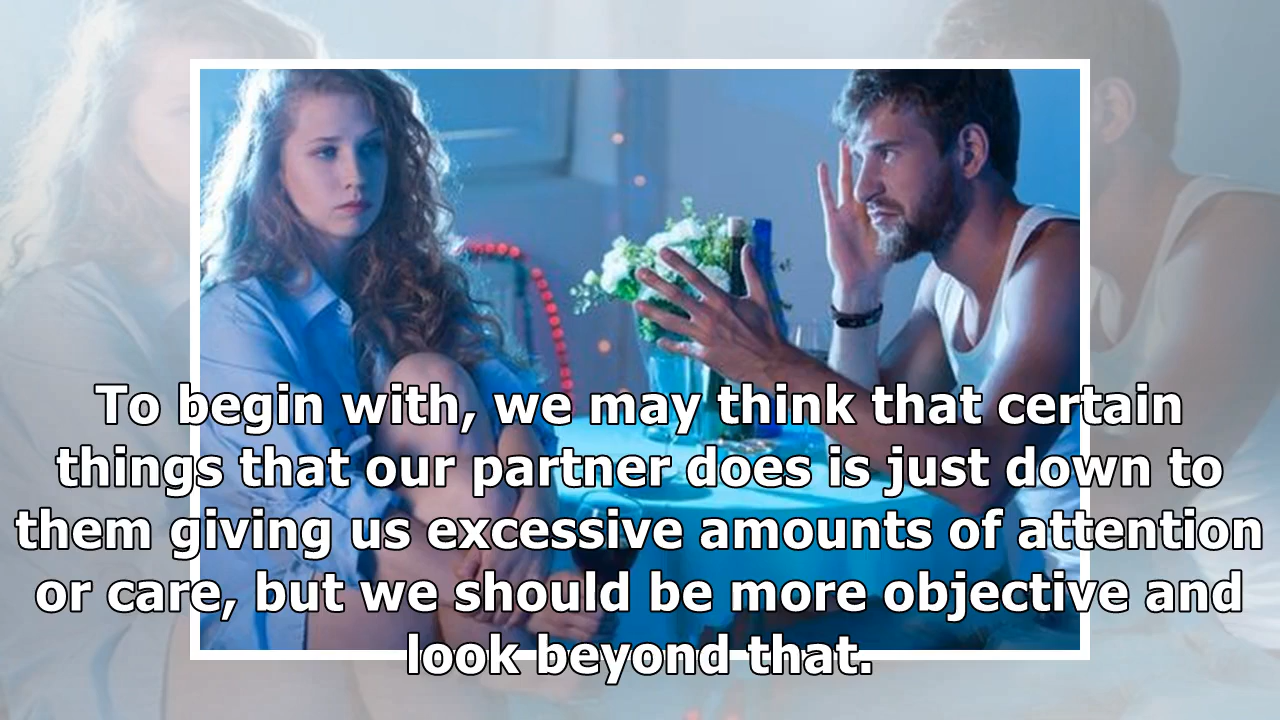 To begin with, we may think that certain
things that our partner does is just down to
them giving us excessive amounts of attention
or care, but we should be more objective and
look beyond that.